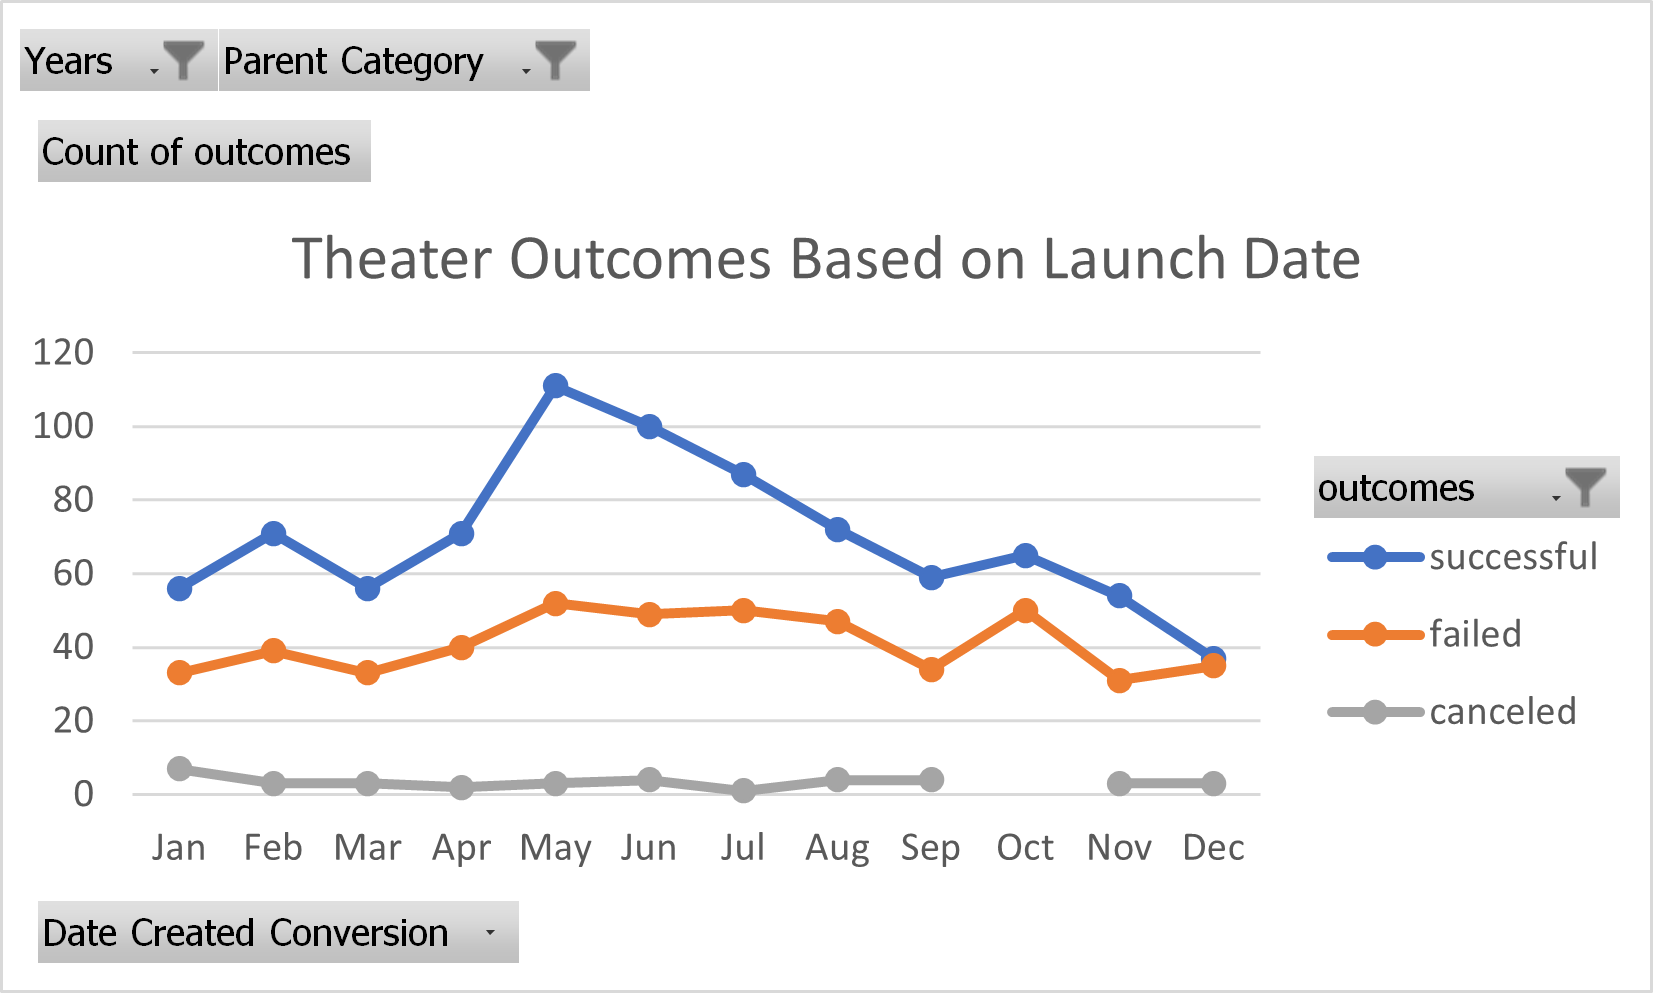 Years Parent Category
Count of outcomes
Theater Outcomes Based on Launch Date
120
100
80
60
40
20
0
Jan Feb Mar Apr May Jun Jul Aug Sep Oct Nov Dec
outcomes
successful
failed
canceled
Date Created Conversion